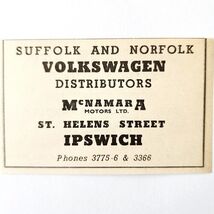 SUFFOLK AND NORFOLK
VOLKSWAGEN
DISTRIBUTORS
McNAMARA
MOTORS LTD.
ST. HELENS STREET
IPSWICH
Phones 3775-6 & 3366